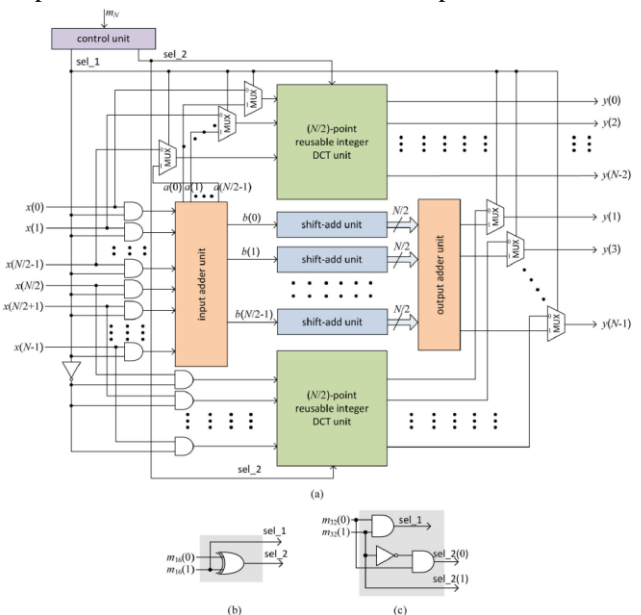 m_N
control unit
sel_1
sel_2
MUX
MUX
MUX
(N/2)-point
reusable integer
DCT unit
y(0)
y(2)
y(N-2)
a(0) a(1) a(N/2-1)
x(0)
x(1)
x(N/2-1)
x(N/2)
x(N/2+1)
x(N-1)
input adder unit
b(0)
b(1)
b(N/2-1)
shift-add unit
shift-add unit
shift-add unit
N/2
N/2
N/2
output adder unit
MUX
MUX
MUX
y(1)
y(3)
y(N-1)
(N/2)-point
reusable integer
DCT unit
sel_2
(a)
m16(0)
m16(1)
sel_1
sel_2
(b)
m32(0)
m32(1)
sel_1
sel_2(0)
sel_2(1)
(c)